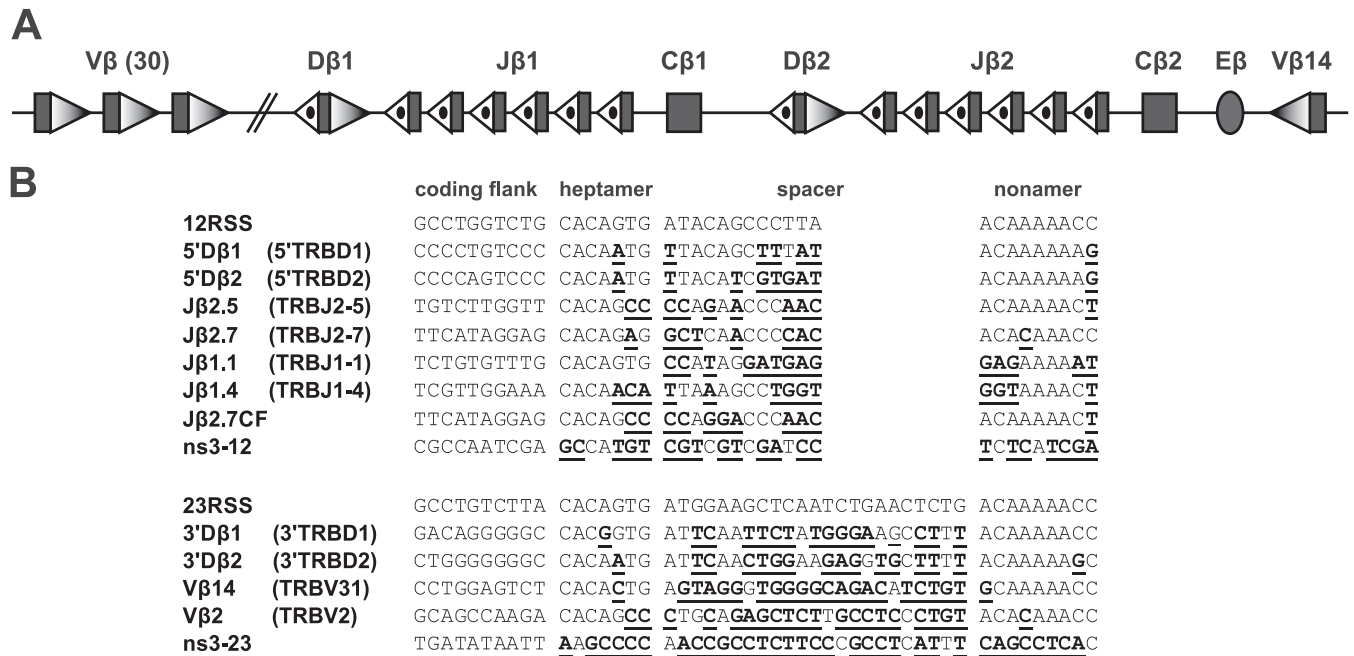 A
Vβ (30) Dβ1 Jβ1 Cβ1 Dβ2 Jβ2 Cβ2 Eβ Vβ14
B
coding flank heptamer spacer nonamer
12RSS GCCTGGTCTG CACAGTG ATACAGCCCTTA ACAAAAACC
5'Dβ1 (5'TRBD1) CCCCTGTCCC CACAATG TTACAGCTTTAT ACAAAAACG
5'Dβ2 (5'TRBD2) CCCCAGTCCC CACAATG TTACATCGTGAT ACAAAAACG
Jβ2.5 (TRBJ2-5) TGTCTTGGTT CACAGCC CCCAGAACCAAC ACAAAAACT
Jβ2.7 (TRBJ2-7) TTCATAGGAG CACAGAG GCTCAACCCCAC ACACAAACC
Jβ1.1 (TRBJ1-1) TCTGTGTTTG CACAGTG CCATAGGATGAG GAGAAAAAT
Jβ1.4 (TRBJ1-4) TCGTTGGAAA CACAACA TTAAAGCCTGGT GGTAAAACT
Jβ2.7CF TTCATAGGAG CACAGCC CCCAGGACCAAC ACAAAAACT
ns3-12 CGCCAATCGA GCCATGT CGTCGTCGATCC TCTCATCGA
23RSS GCCTGTCTTA CACAGTG ATGGAAGCTCAATCTGAACTCTG ACAAAAACC
3'Dβ1 (3'TRBD1) GACAGGGGGC CACGGTG ATTCAATTCTATGGGAAGCCTTT ACAAAAACC
3'Dβ2 (3'TRBD2) CTGGGGGGGC CACAATG ATTCAACTGGAAGAGGTGCTTTT ACAAAAAGC
Vβ14 (TRBV31) CCTGGAGTCT CACACTG AGTAGGGTGGGGCAGACATCTGT GCAAAAACC
Vβ2 (TRBV2) GCAGCCAAGA CACAGCC CTGCAGAGCTCTTGCCTCCCTGT ACACAAACC
ns3-23 TGATATAATT AAGCCCC AACCGCCTCTTCCCGCCTCATTT CAGCCTCAC